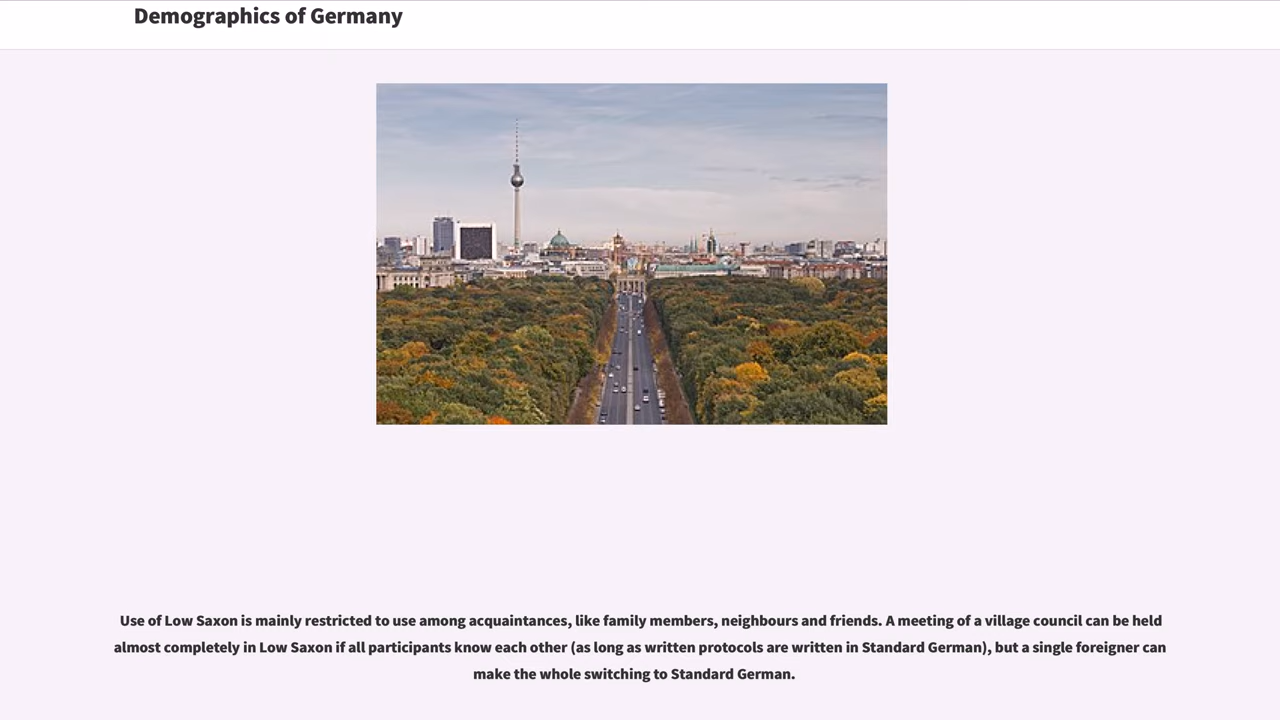 Demographics of Germany
Use of Low Saxon is mainly restricted to use among acquaintances, like family members, neighbours and friends. A meeting of a village council can be held
almost completely in Low Saxon if all participants know each other (as long as written protocols are written in Standard German), but a single foreigner can
make the whole switching to Standard German.